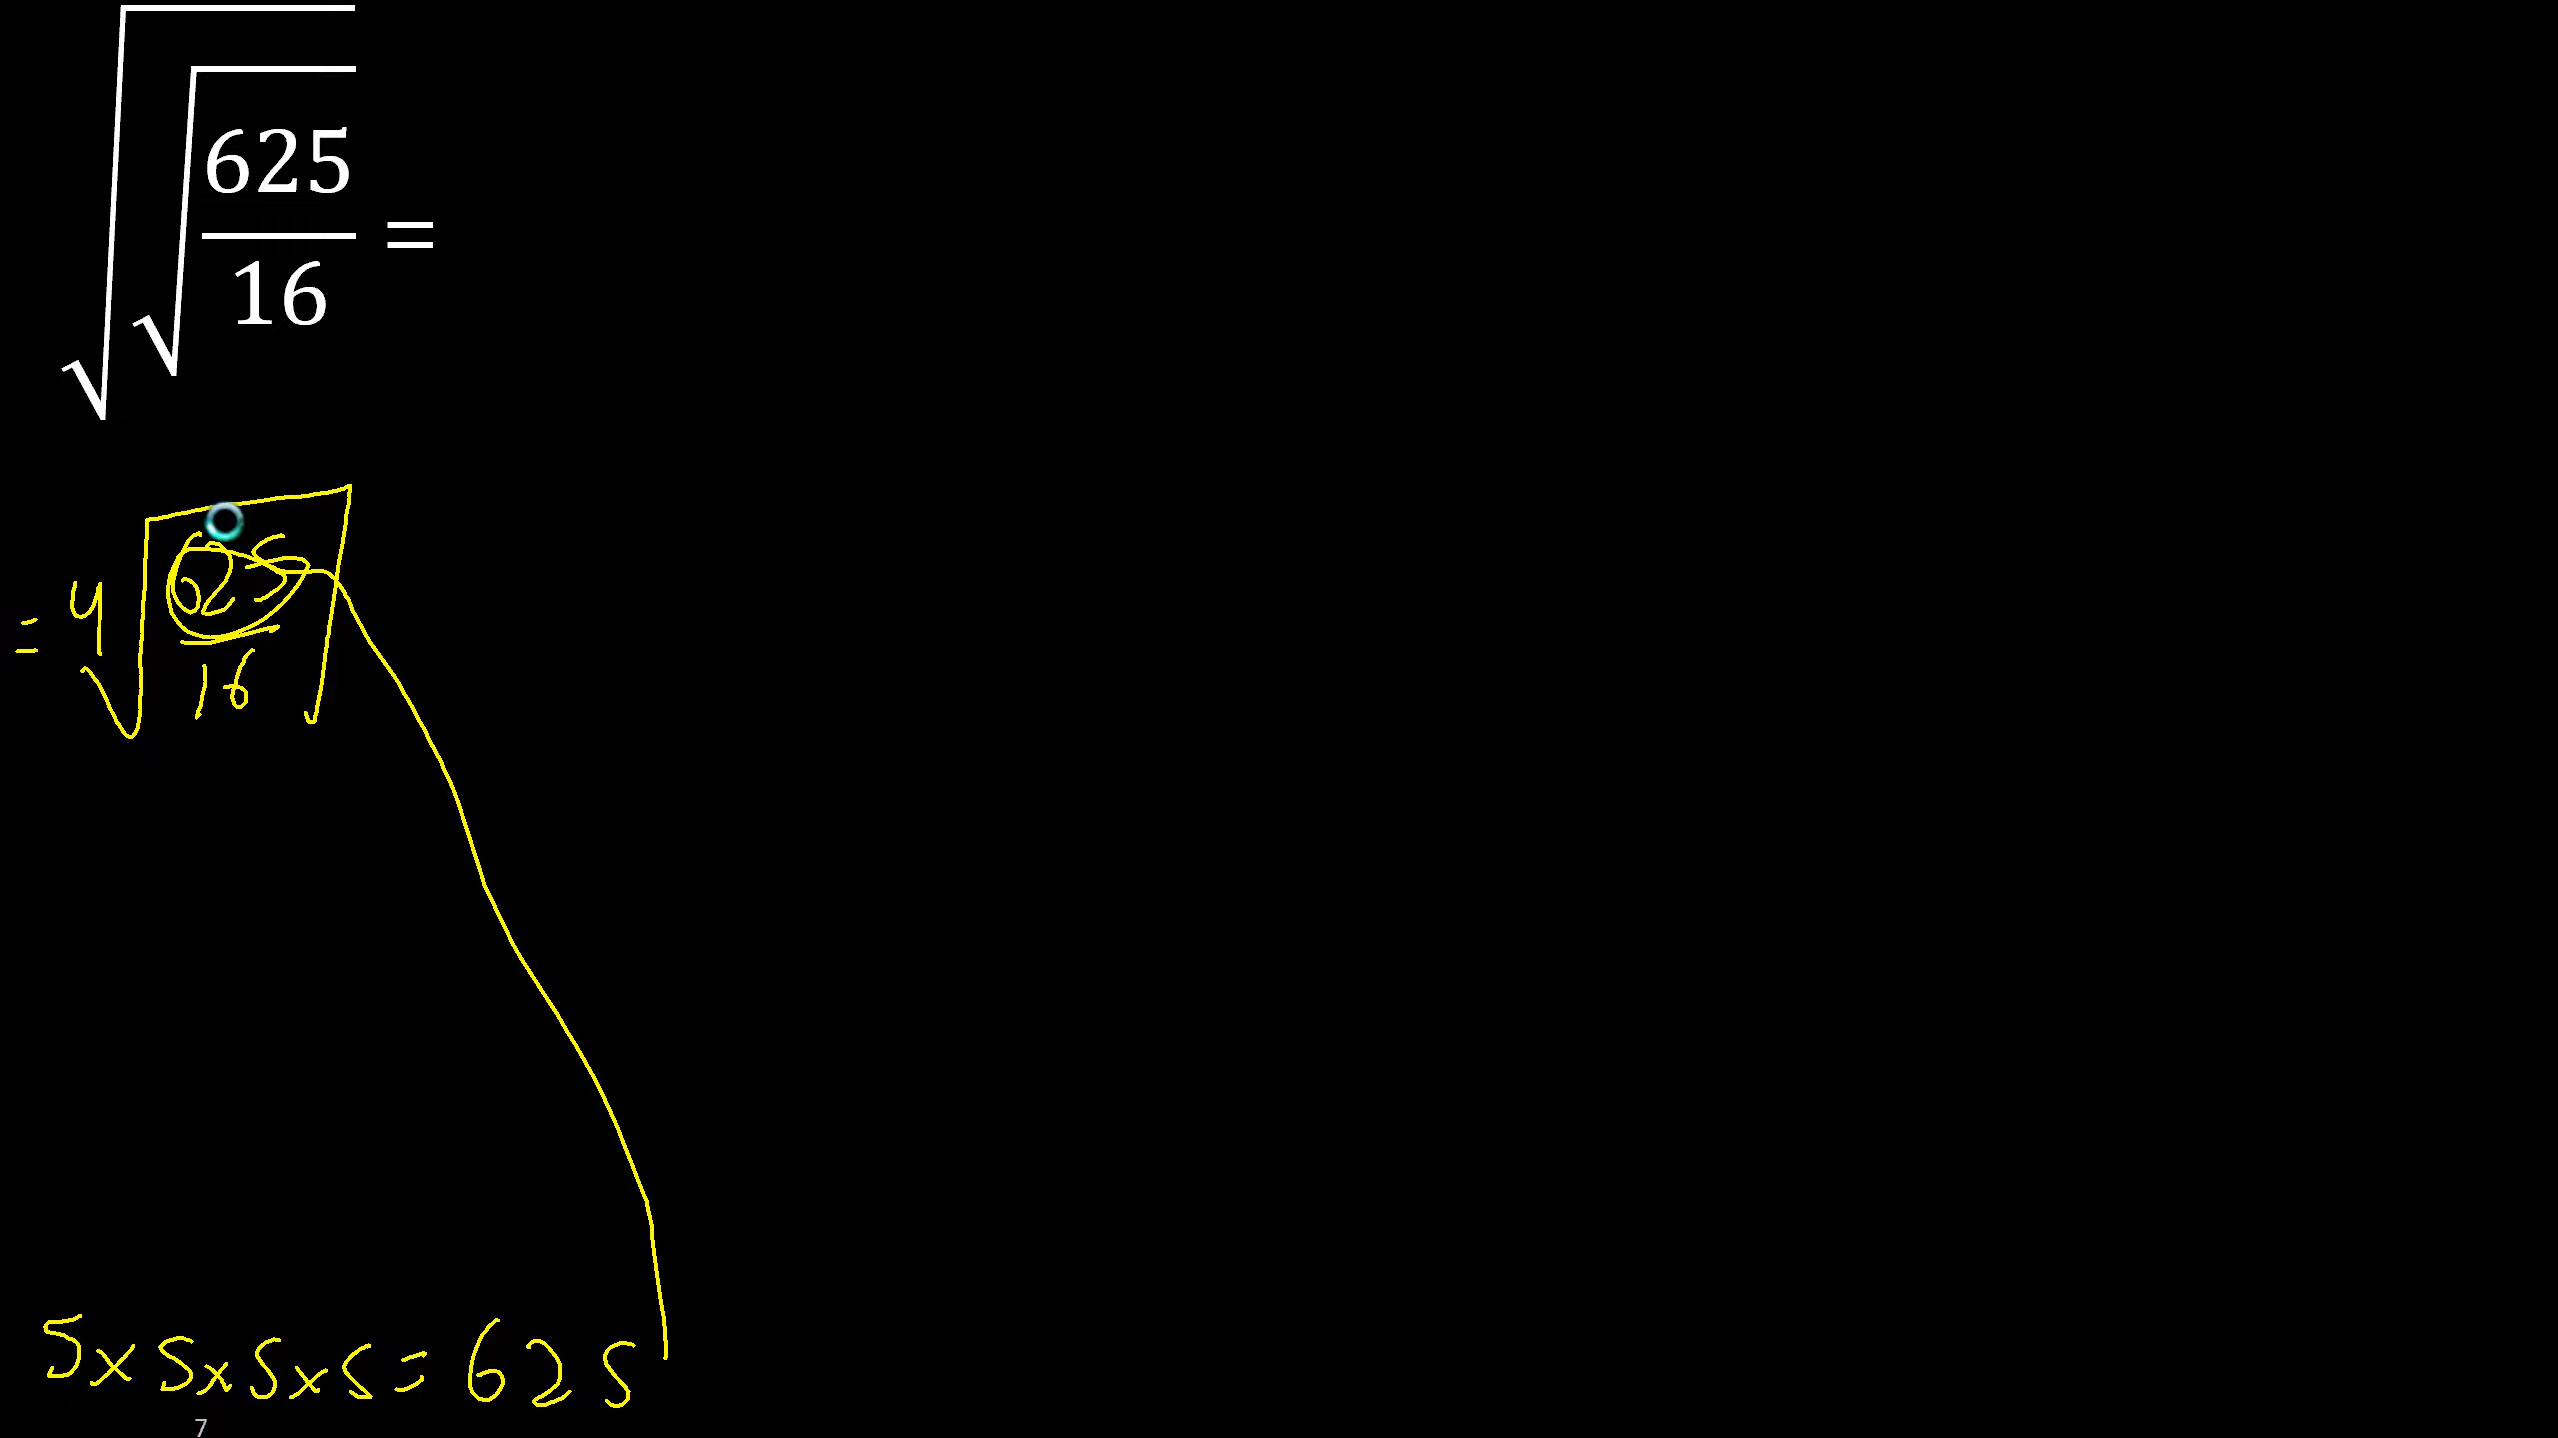 √√625/16 =
= ⁴√625/16
5x5x5x5=625
7